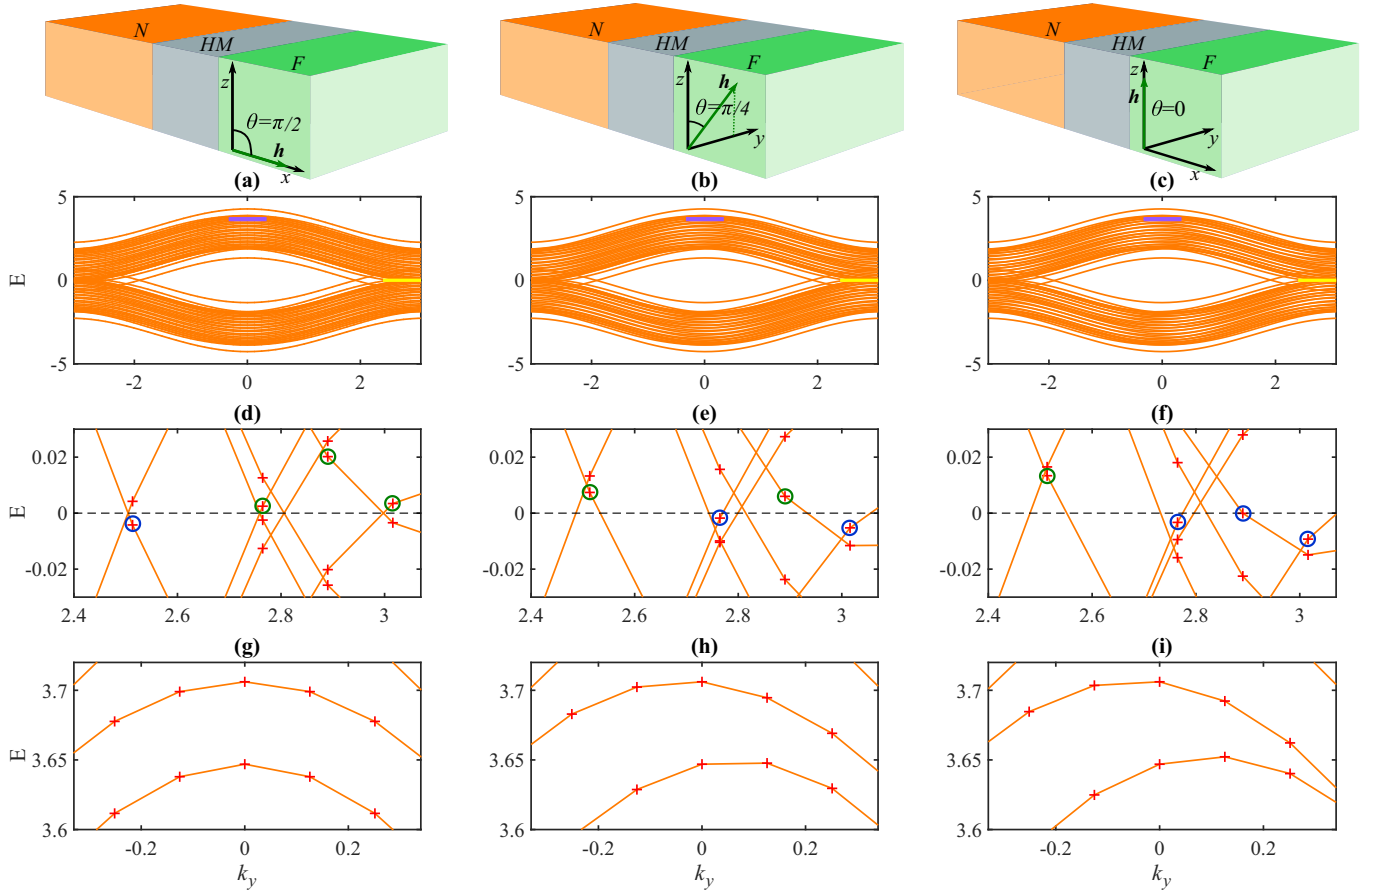 N HM F z θ=π/2 h x
N HM F z h θ=π/4 y
N HM F z h θ=0 y x
(a) (b) (c)
5 5 5
E 0 0 0
-5 -5 -5
-2 0 2 -2 0 2 -2 0 2
(d) (e) (f)
0.02 0.02 0.02
E 0 0 0
-0.02 -0.02 -0.02
2.4 2.6 2.8 3 2.4 2.6 2.8 3 2.4 2.6 2.8 3
(g) (h) (i)
3.7 3.7 3.7
E 3.65 3.65 3.65
3.6 3.6 3.6
-0.2 0 0.2 -0.2 0 0.2 -0.2 0 0.2
k_y k_y k_y